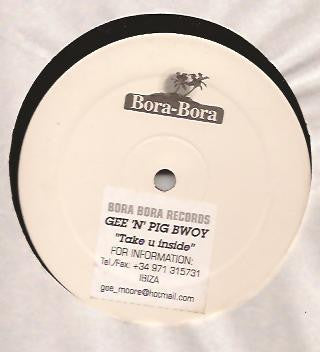 Bora-Bora
BORA BORA RECORDS
GEE 'N' PIG BWOY
"Take u inside"
FOR INFORMATION:
Tel./Fax: +34 971 315731
IBIZA
gee_moore@hotmail.com